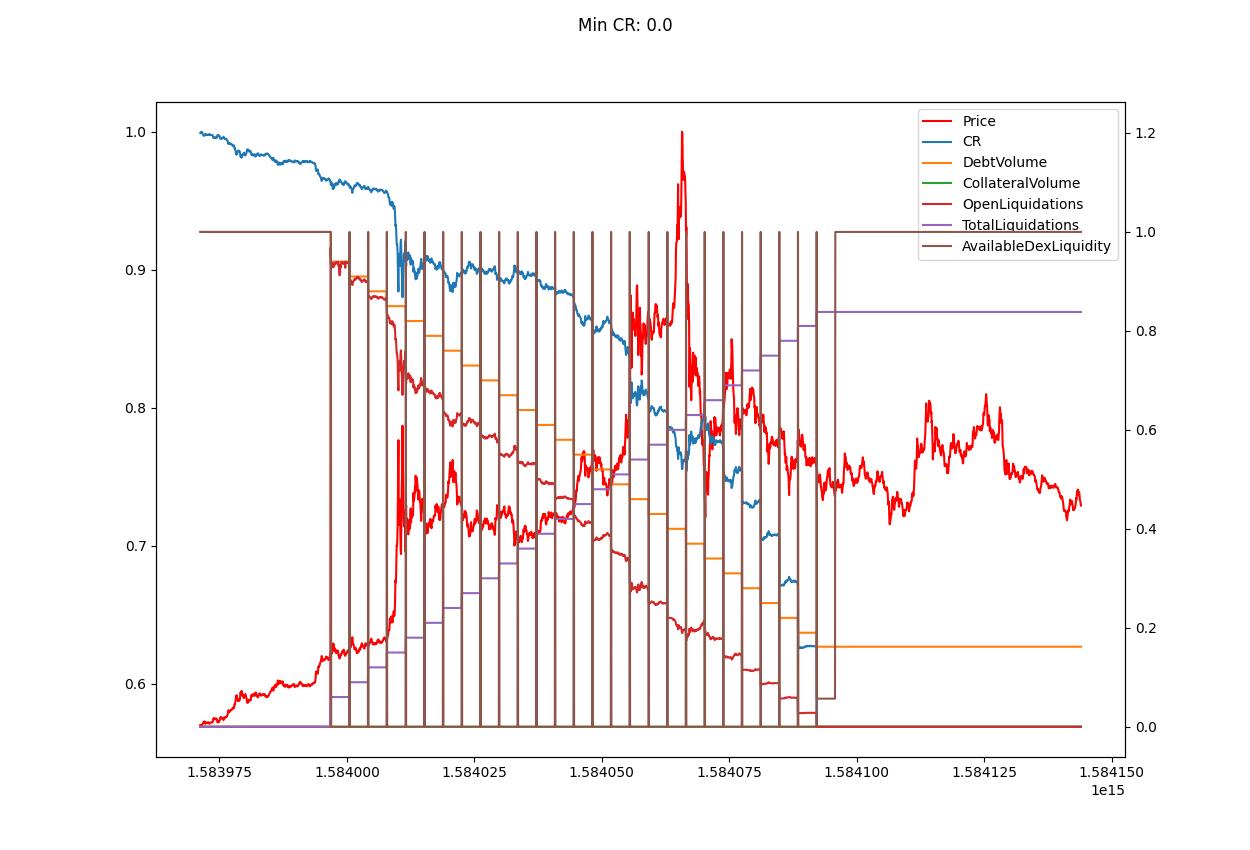 Min CR: 0.0
1.0
0.9
0.8
0.7
0.6
1.2
1.0
0.8
0.6
0.4
0.2
0.0
Price
CR
DebtVolume
CollateralVolume
OpenLiquidations
TotalLiquidations
AvailableDexLiquidity
1.583975 1.584000 1.584025 1.584050 1.584075 1.584100 1.584125 1.584150
1e15